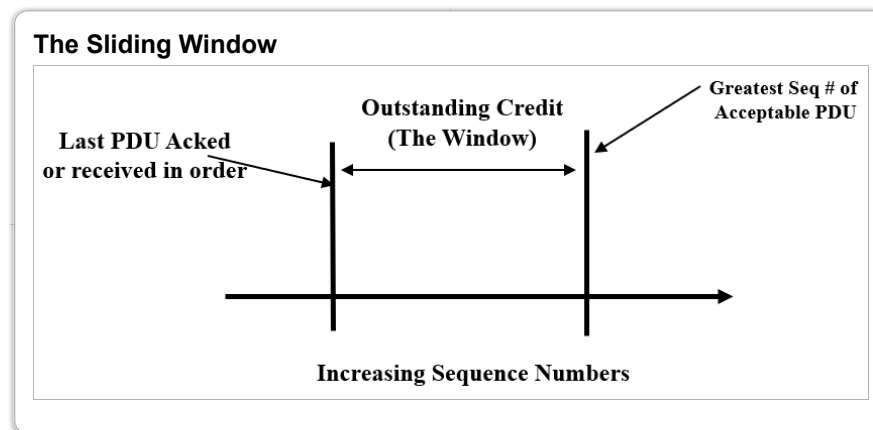 The Sliding Window
Greatest Seq # of
Acceptable PDU
Outstanding Credit
(The Window)
Last PDU Acked
or received in order
Increasing Sequence Numbers